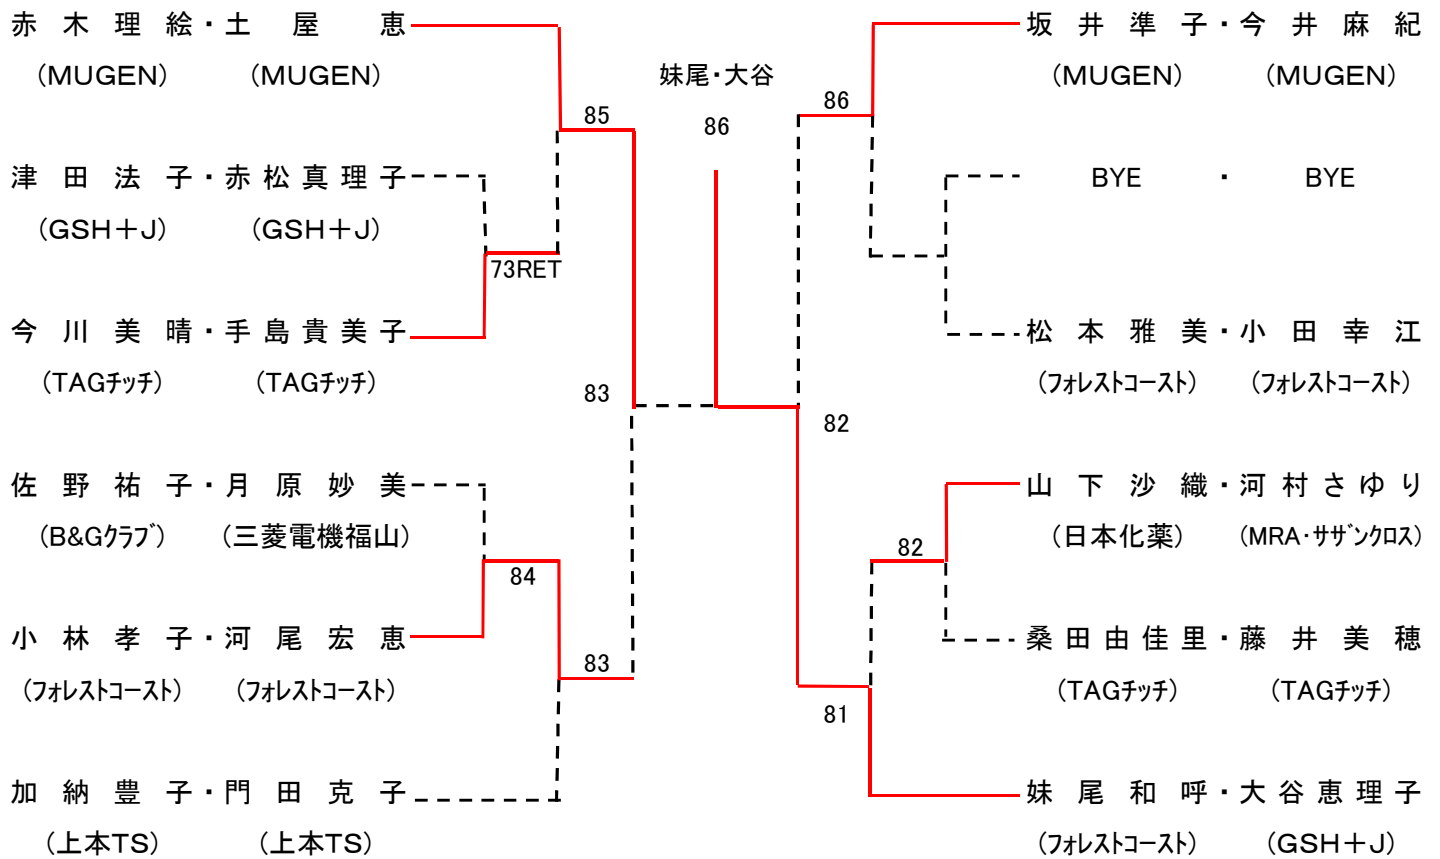 赤木理絵・土屋恵
(MUGEN) (MUGEN)
津田法子・赤松真理子
(GSH＋J) (GSH＋J)
今川美晴・手島貴美子
(TAGﾁｯﾁ) (TAGﾁｯﾁ)
佐野祐子・月原妙美
(B&Gｸﾗﾌﾞ) (三菱電機福山)
小林孝子・河尾宏恵
(ﾌｫﾚｽﾄｺｰｽﾄ) (ﾌｫﾚｽﾄｺｰｽﾄ)
加納豊子・門田克子
(上本TS) (上本TS)
85
73RET
83
84
83
妹尾・大谷
86
86
82
82
81
坂井準子・今井麻紀
(MUGEN) (MUGEN)
BYE ・ BYE
松本雅美・小田幸江
(ﾌｫﾚｽﾄｺｰｽﾄ) (ﾌｫﾚｽﾄｺｰｽﾄ)
山下沙織・河村さゆり
(日本化薬) (MRA･ｻｻﾞﾝｸﾛｽ)
桑田由佳里・藤井美穂
(TAGﾁｯﾁ) (TAGﾁｯﾁ)
妹尾和呼・大谷恵理子
(ﾌｫﾚｽﾄｺｰｽﾄ) (GSH＋J)